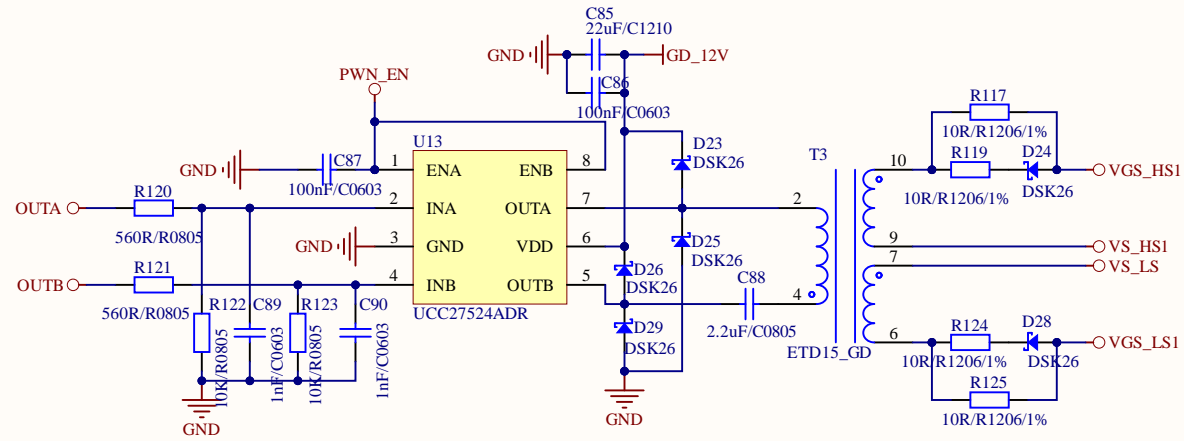 C85
22uF/C1210
GND
GD_12V
PWN_EN
C86
100nF/C0603
R117
10R/R1206/1%
U13
D23
DSK26
T3
GND
C87
100nF/C0603
1
ENA
ENB
8
10
R119
10R/R1206/1%
D24
DSK26
VGS_HS1
R120
OUTA
560R/R0805
2
INA
OUTA
7
2
GND
3
GND
VDD
6
D25
DSK26
9
VS_HS1
7
VS_LS
R121
OUTB
560R/R0805
4
INB
OUTB
5
D26
DSK26
C88
2.2uF/C0805
4
UCC27524ADR
R122
10K/R0805
C89
1nF/C0603
R123
10K/R0805
C90
1nF/C0603
D29
DSK26
ETD15_GD
6
R124
10R/R1206/1%
D28
DSK26
VGS_LS1
R125
10R/R1206/1%
GND
GND